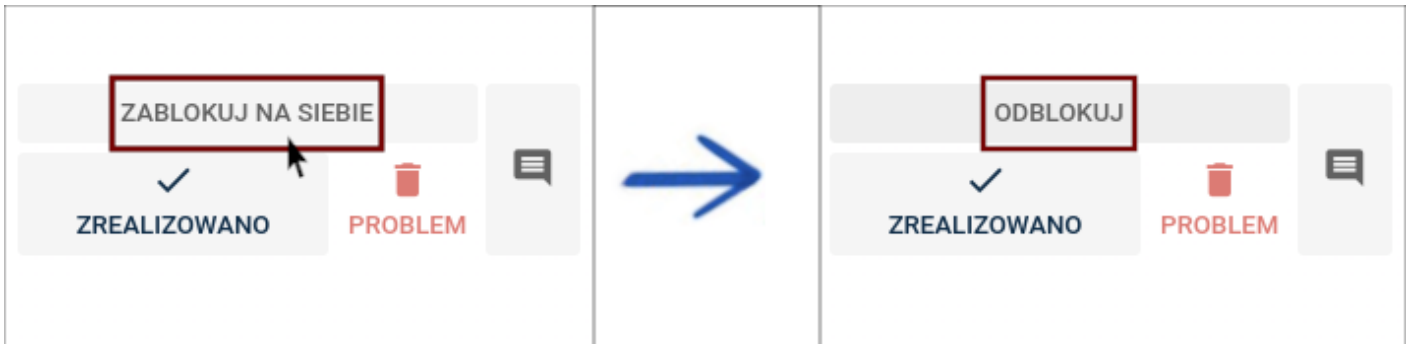 ZABLOKUJ NA SIEBIE
ZREALIZOWANO
PROBLEM
ODBLOKUJ
ZREALIZOWANO
PROBLEM